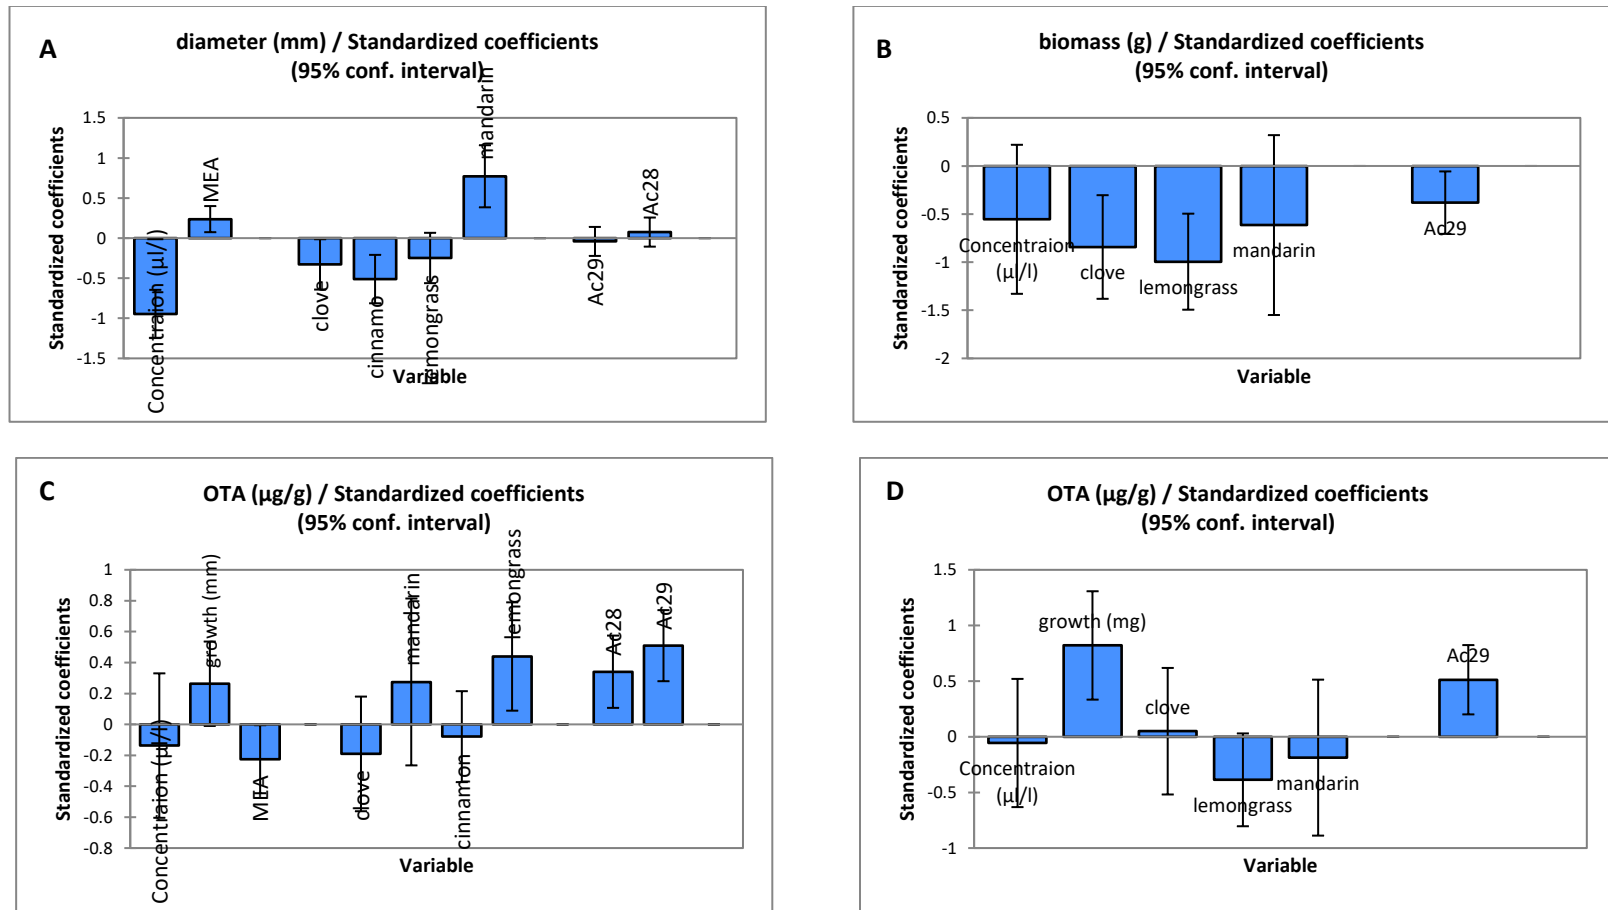 A
diameter (mm) / Standardized coefficients
(95% conf. interval)
Standardized coefficients
1.5
1
0.5
0
-0.5
-1
-1.5
Concentraion (µl/l)
MEA
clove
cinnamo
lemongrass
mandarin
Ac29
Ac28
Variable
B
biomass (g) / Standardized coefficients
(95% conf. interval)
Standardized coefficients
0.5
0
-0.5
-1
-1.5
-2
Concentraion
(µl/l)
clove
lemongrass
mandarin
Ac29
Variable
C
OTA (µg/g) / Standardized coefficients
(95% conf. interval)
Standardized coefficients
1
0.8
0.6
0.4
0.2
0
-0.2
-0.4
-0.6
-0.8
Concentraion (µl/l)
growth (mm)
MEA
clove
mandarin
cinnamon
lemongrass
Ac28
Ac29
Variable
D
OTA (µg/g) / Standardized coefficients
(95% conf. interval)
Standardized coefficients
1.5
1
0.5
0
-0.5
-1
Concentraion
(µl/l)
growth (mg)
clove
lemongrass
mandarin
Ac29
Variable